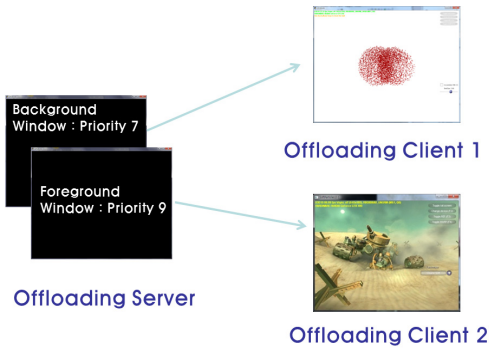 Background
Window : Priority 7
Foreground
Window : Priority 9
Offloading Server
Offloading Client 1
Offloading Client 2